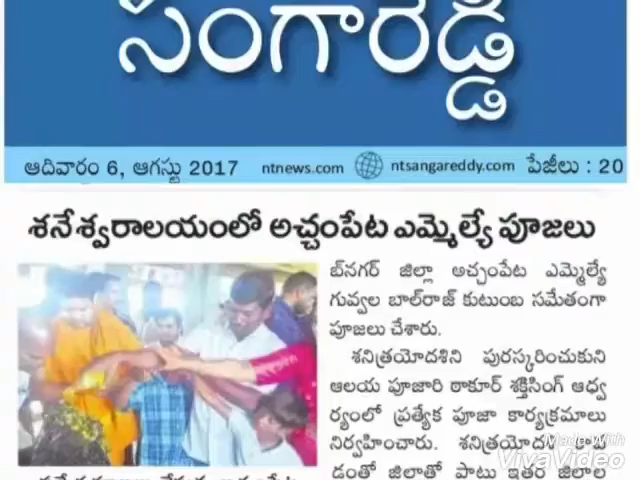 సంగారెడ్డి
ఆదివారం 6, ఆగస్టు 2017 ntnews.com ntsangareddy.com పేజీలు : 20
శనేశ్వరాలయంలో అచ్చంపేట ఎమ్మెల్యే పూజలు
బ్‌నగర్ జిల్లా అచ్చంపేట ఎమ్మెల్యే
గువ్వల బాల్‌రాజ్ కుటుంబ సమేతంగా
పూజలు చేశారు.
శనిత్రయోదశిని పురస్కరించుకుని
ఆలయ పూజారి ఠాకూర్ శక్తిసింగ్ ఆధ్వ
ర్యంలో ప్రత్యేక పూజా కార్యక్రమాలు
నిర్వహించారు. శనిత్రయోదశి
డంతో జిల్లాతో పాటు ఇతర జిల్లాల
Made With
VivaVideo